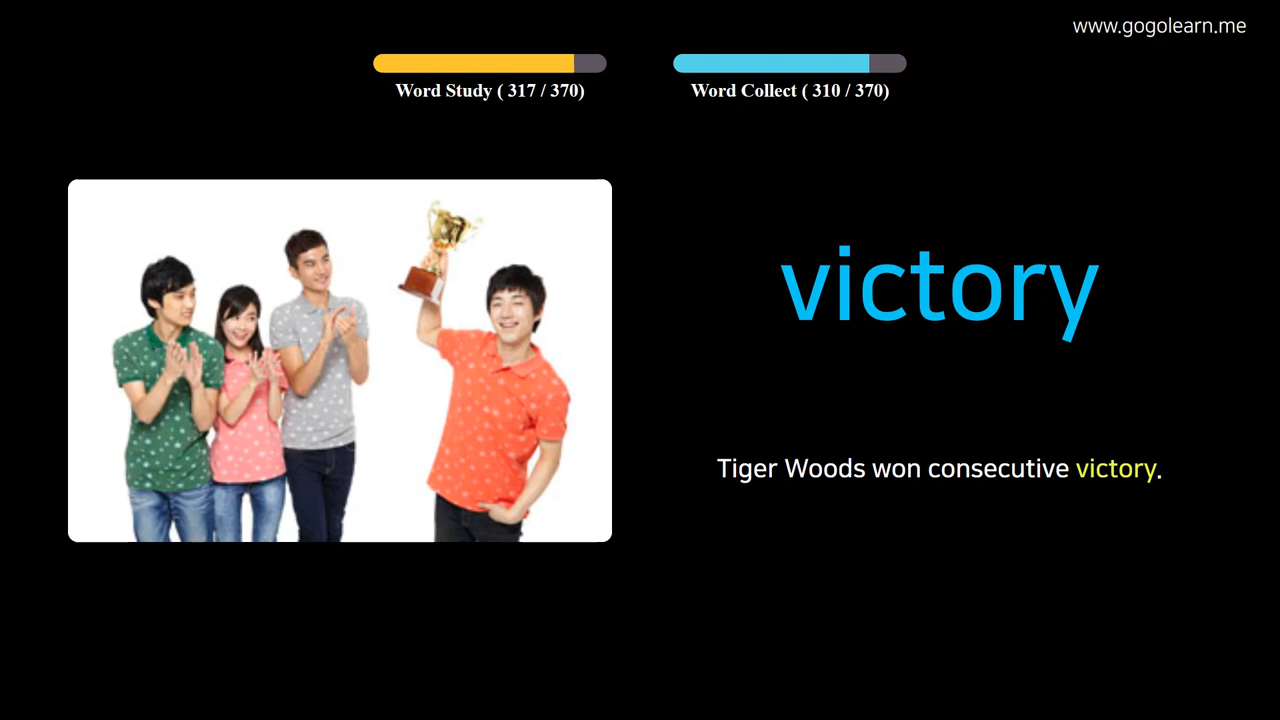 www.gogolearn.me
Word Study ( 317 / 370)
Word Collect ( 310 / 370)
victory
Tiger Woods won consecutive victory.